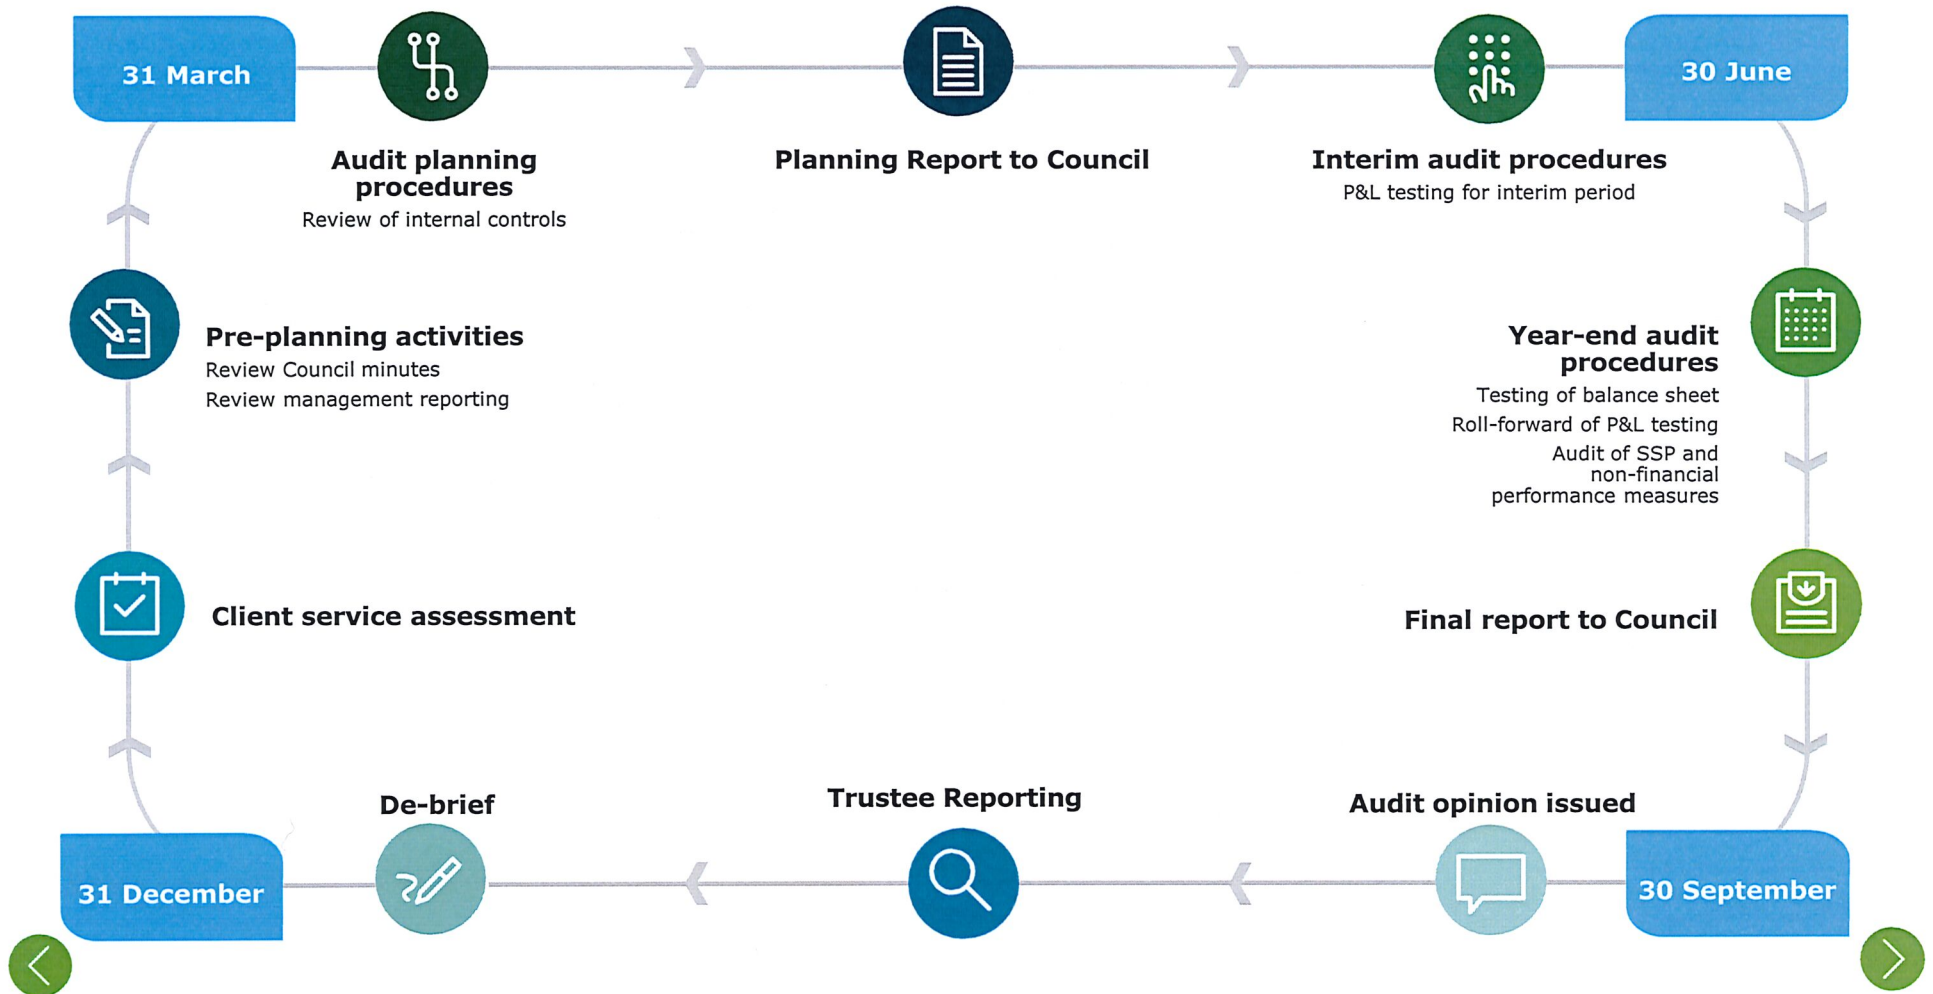 31 March
30 June
Audit planning
procedures
Review of internal controls
Planning Report to Council
Interim audit procedures
P&L testing for interim period
Pre-planning activities
Review Council minutes
Review management reporting
Year-end audit
procedures
Testing of balance sheet
Roll-forward of P&L testing
Audit of SSP and
non-financial
performance measures
Client service assessment
Final report to Council
De-brief
Trustee Reporting
Audit opinion issued
31 December
30 September